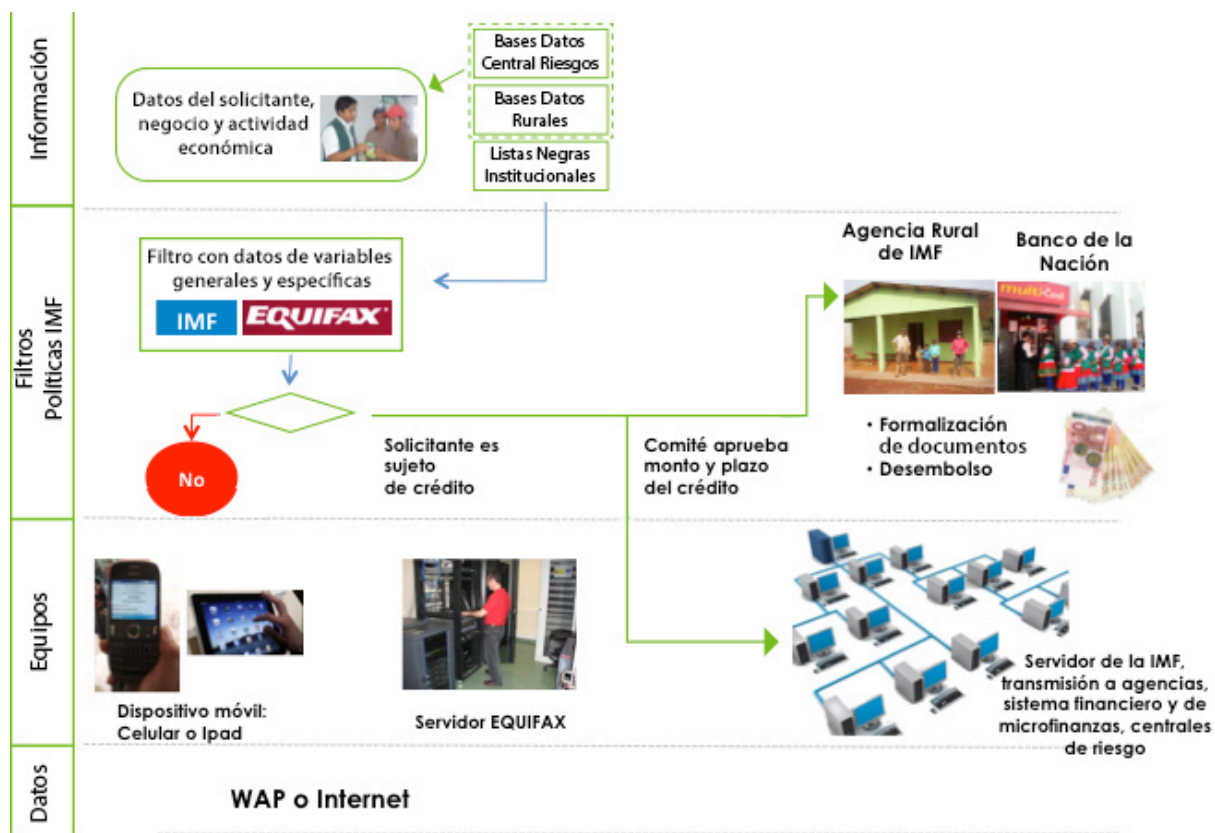 Información
Bases Datos
Central Riesgos
Datos del solicitante,
negocio y actividad
económica
Bases Datos
Rurales
Listas Negras
Institucionales
Filtros
Políticas IMF
Filtro con datos de variables
generales y específicas
IMF
EQUIFAX
No
Solicitante es
sujeto
de crédito
Comité aprueba
monto y plazo
del crédito
Agencia Rural
de IMF
Banco de la
Nación
multiRed
• Formalización
de documentos
• Desembolso
Equipos
Dispositivo móvil:
Celular o Ipad
Servidor EQUIFAX
Servidor de la IMF,
transmisión a agencias,
sistema financiero y de
microfinanzas, centrales
de riesgo
Datos
WAP o Internet